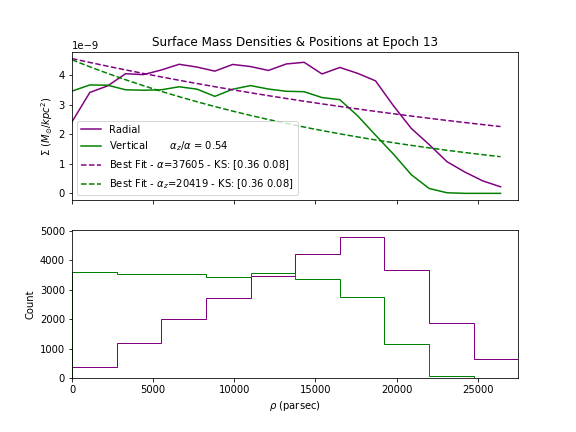 Surface Mass Densities & Positions at Epoch 13
1e−9
4
3
2
1
0
Σ (M⊙/kpc²)
Radial
Vertical αz/α = 0.54
Best Fit - α=37605 - KS: [0.36 0.08]
Best Fit - αz=20419 - KS: [0.36 0.08]
5000
4000
3000
2000
1000
0
Count
0 5000 10000 15000 20000 25000
ρ (parsec)